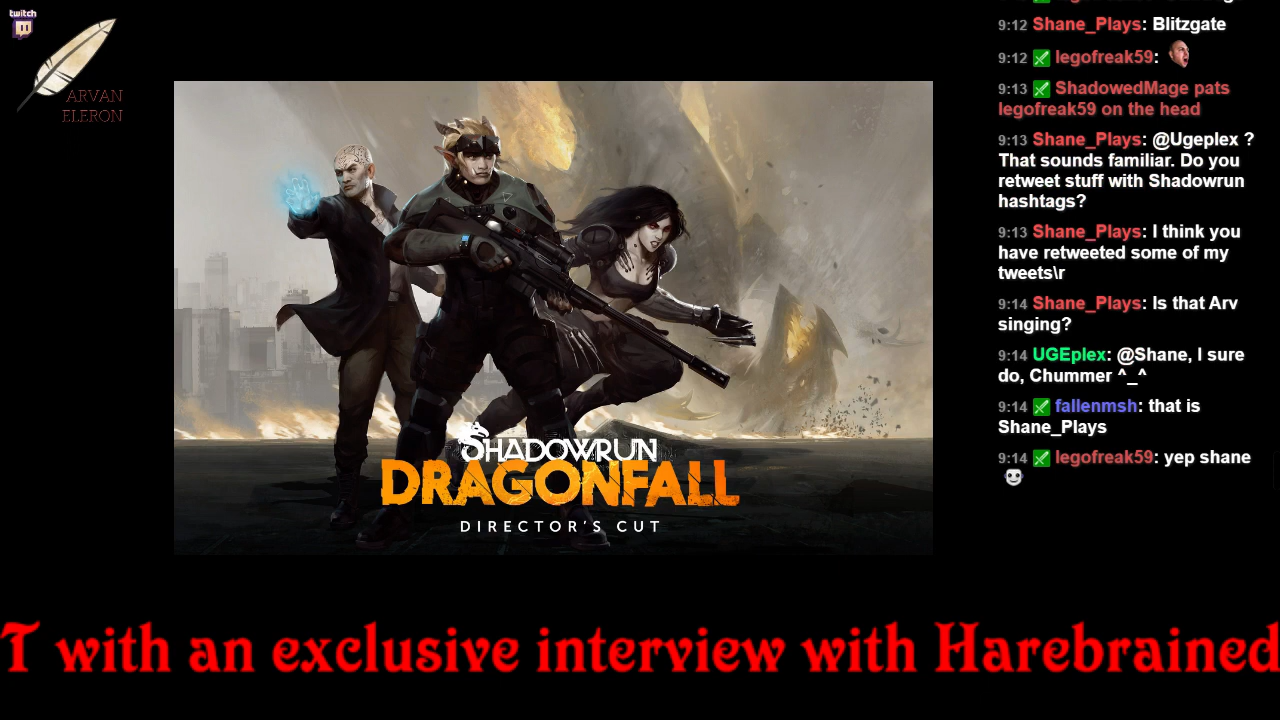 twitch
ARVAN
ELERON
SHADOWRUN
DRAGONFALL
DIRECTOR'S CUT
T with an exclusive interview with Harebrained
9:12 Shane_Plays: Blitzgate
9:12 legofreak59:
9:13 ShadowedMage pats
legofreak59 on the head
9:13 Shane_Plays: @Ugeplex ?
That sounds familiar. Do you
retweet stuff with Shadowrun
hashtags?
9:13 Shane_Plays: I think you
have retweeted some of my
tweets\r
9:14 Shane_Plays: Is that Arv
singing?
9:14 UGEplex: @Shane, I sure
do, Chummer ^_^
9:14 fallenmsh: that is
Shane_Plays
9:14 legofreak59: yep shane